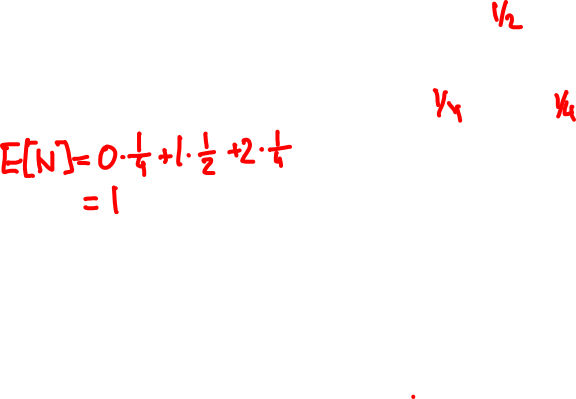 1/2
1/4 1/4
E[N] = 0 · 1/4 + 1 · 1/2 + 2 · 1/4
= 1